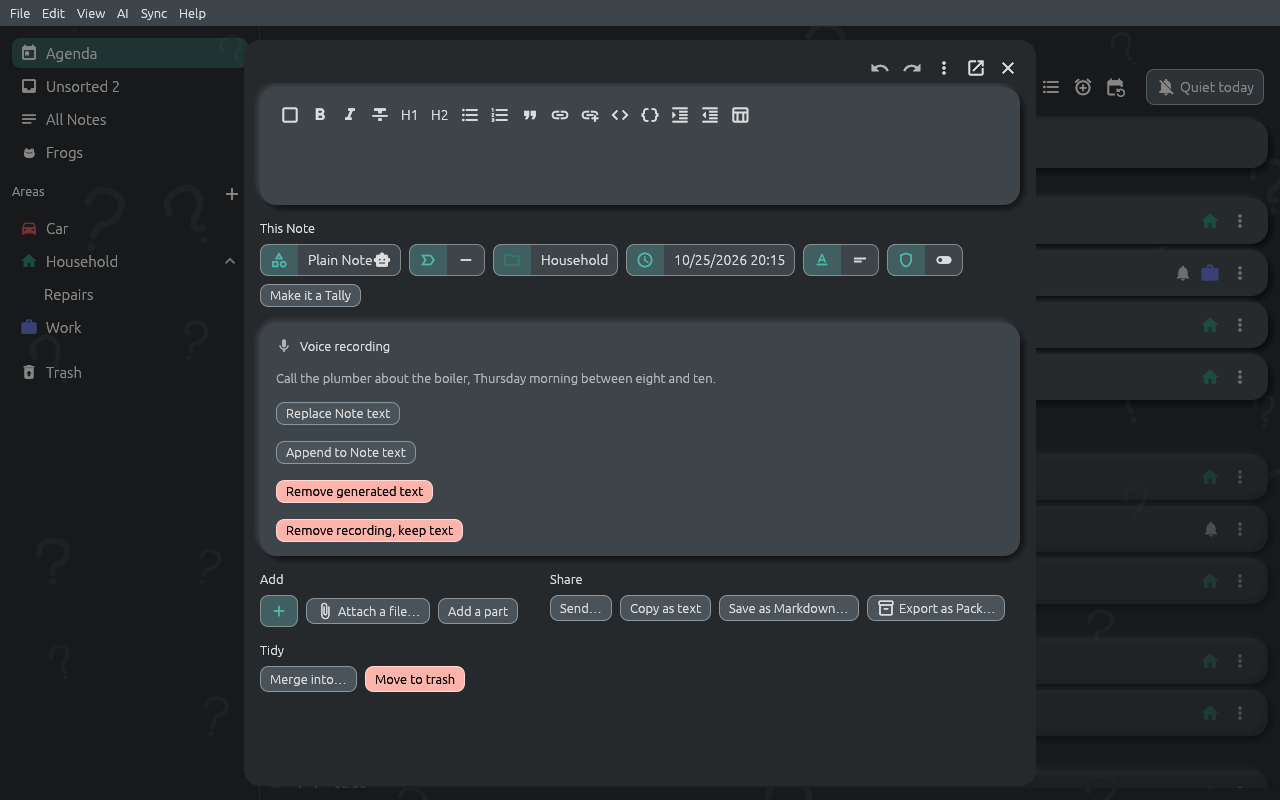 File Edit View AI Sync Help
Agenda
Unsorted 2
All Notes
Frogs
Areas
Car
Household
Repairs
Work
Trash
Quiet today
B I S H1 H2
This Note
Plain Note
Household
10/25/2026 20:15
Make it a Tally
Voice recording
Call the plumber about the boiler, Thursday morning between eight and ten.
Replace Note text
Append to Note text
Remove generated text
Remove recording, keep text
Add
Attach a file...
Add a part
Share
Send...
Copy as text
Save as Markdown...
Export as Pack...
Tidy
Merge into...
Move to trash